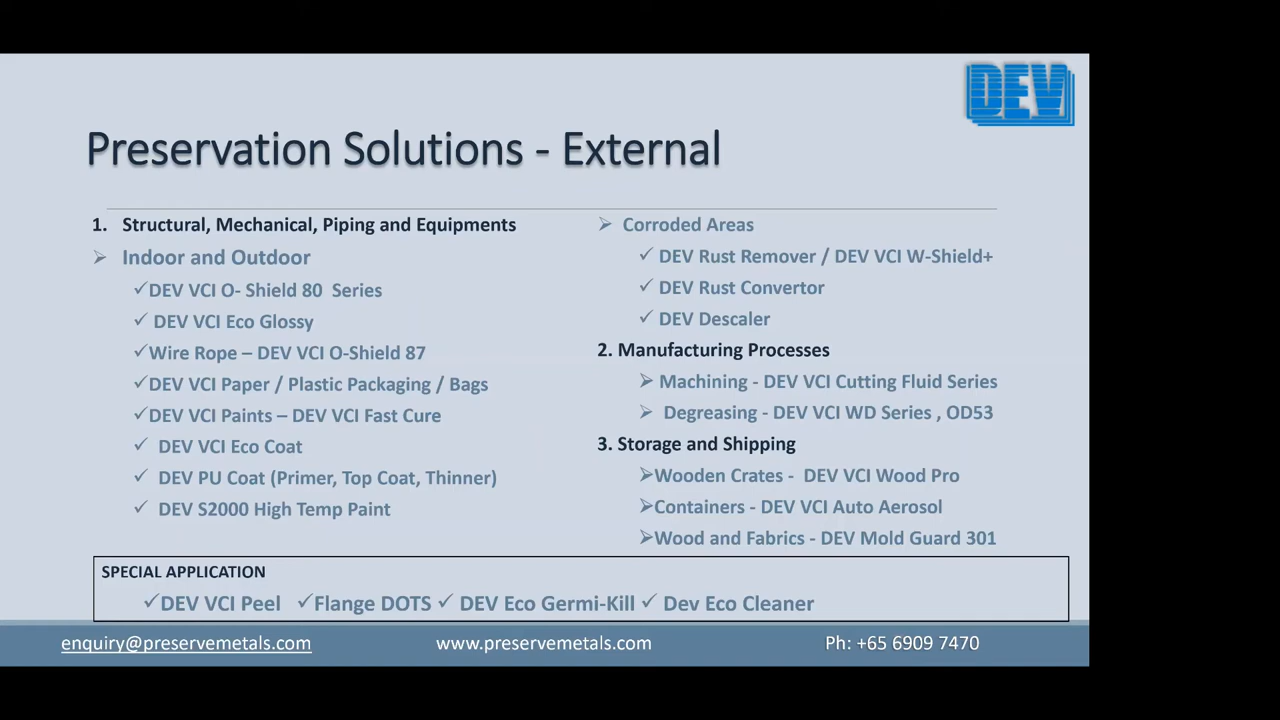 DEV
Preservation Solutions - External
1. Structural, Mechanical, Piping and Equipments
➢ Indoor and Outdoor
✓DEV VCI O- Shield 80 Series
✓ DEV VCI Eco Glossy
✓Wire Rope – DEV VCI O-Shield 87
✓DEV VCI Paper / Plastic Packaging / Bags
✓DEV VCI Paints – DEV VCI Fast Cure
✓ DEV VCI Eco Coat
✓ DEV PU Coat (Primer, Top Coat, Thinner)
✓ DEV S2000 High Temp Paint
➢ Corroded Areas
✓ DEV Rust Remover / DEV VCI W-Shield+
✓ DEV Rust Convertor
✓ DEV Descaler
2. Manufacturing Processes
➢ Machining - DEV VCI Cutting Fluid Series
➢ Degreasing - DEV VCI WD Series , OD53
3. Storage and Shipping
➢Wooden Crates - DEV VCI Wood Pro
➢Containers - DEV VCI Auto Aerosol
➢Wood and Fabrics - DEV Mold Guard 301
SPECIAL APPLICATION
✓DEV VCI Peel ✓Flange DOTS ✓ DEV Eco Germi-Kill ✓ Dev Eco Cleaner
enquiry@preservemetals.com www.preservemetals.com Ph: +65 6909 7470